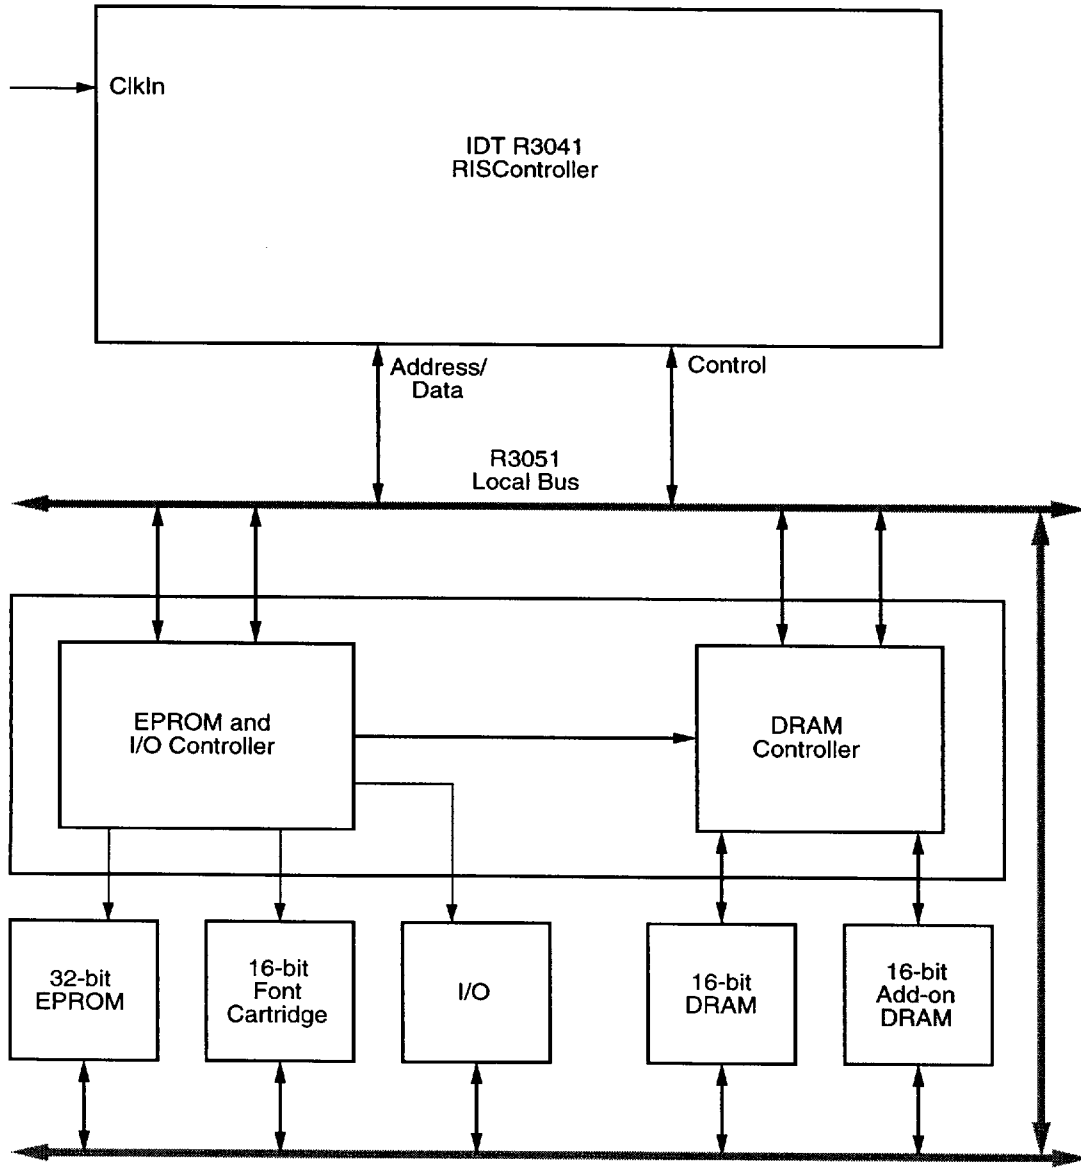 ClkIn
IDT R3041
RISController
Address/
Data
Control
R3051
Local Bus
EPROM and
I/O Controller
DRAM
Controller
32-bit
EPROM
16-bit
Font
Cartridge
I/O
16-bit
DRAM
16-bit
Add-on
DRAM